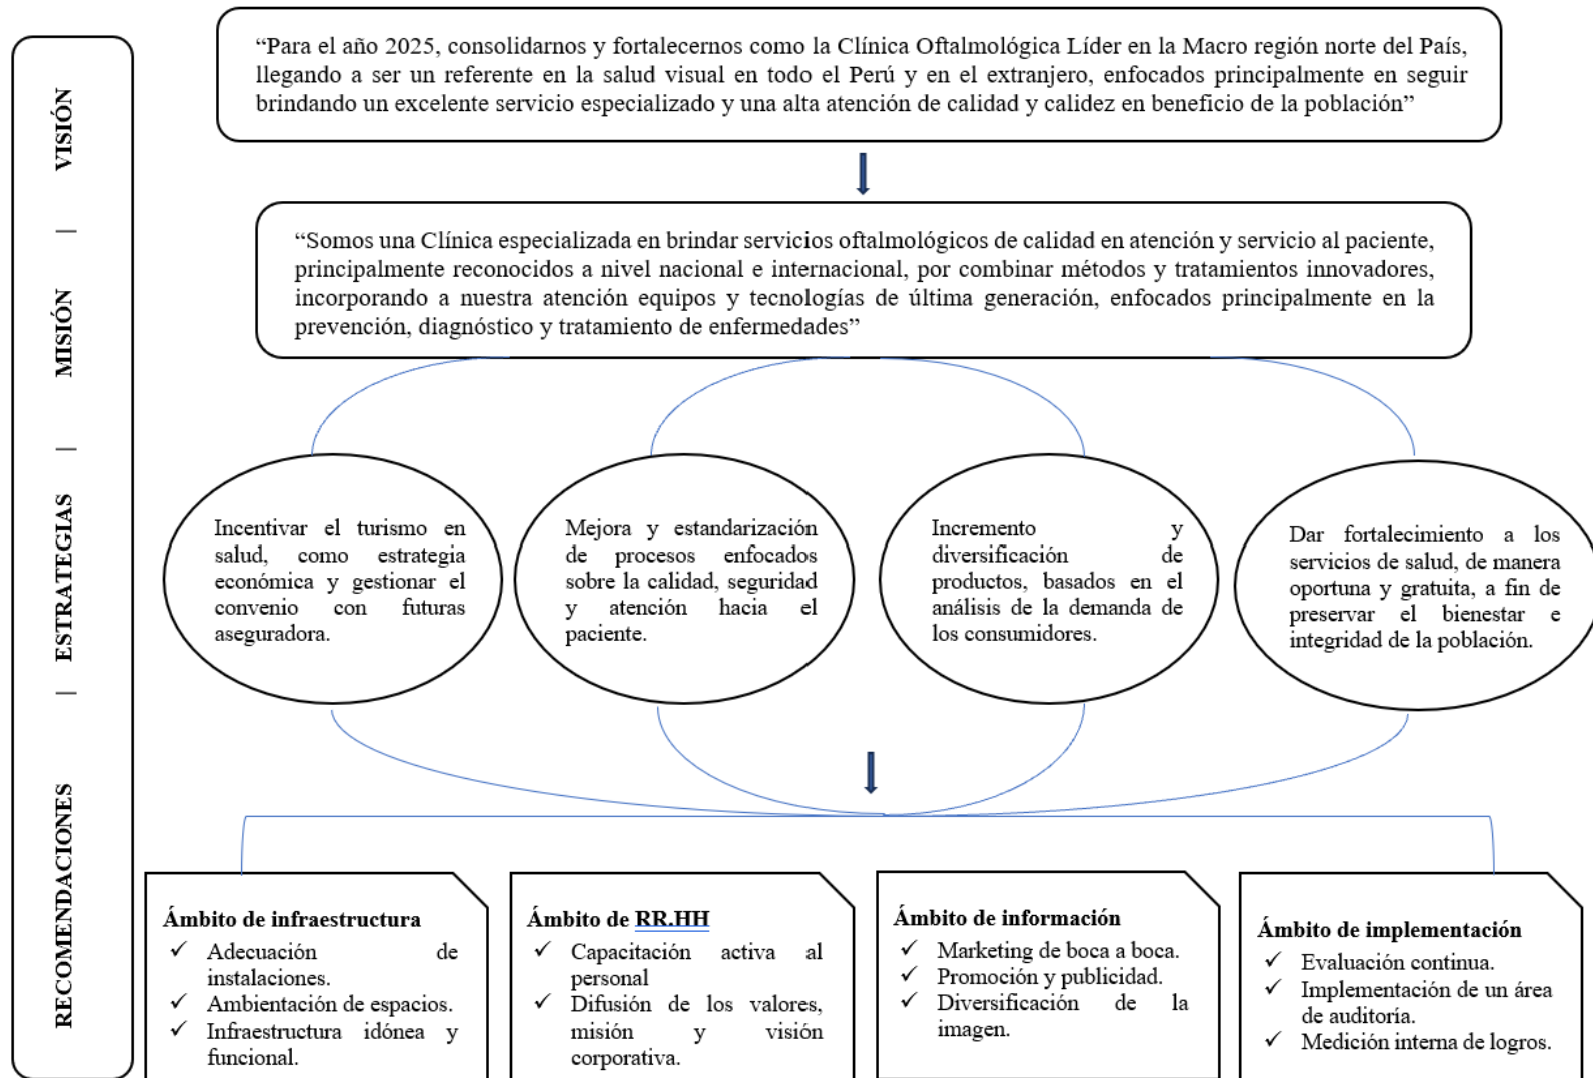 VISIÓN
“Para el año 2025, consolidarnos y fortalecernos como la Clínica Oftalmológica Líder en la Macro región norte del País,
llegando a ser un referente en la salud visual en todo el Perú y en el extranjero, enfocados principalmente en seguir
brindando un excelente servicio especializado y una alta atención de calidad y calidez en beneficio de la población”
|
MISIÓN
“Somos una Clínica especializada en brindar servicios oftalmológicos de calidad en atención y servicio al paciente,
principalmente reconocidos a nivel nacional e internacional, por combinar métodos y tratamientos innovadores,
incorporando a nuestra atención equipos y tecnologías de última generación, enfocados principalmente en la
prevención, diagnóstico y tratamiento de enfermedades”
|
ESTRATEGIAS
Incentivar el turismo en
salud, como estrategia
económica y gestionar el
convenio con futuras
aseguradora.
Mejora y estandarización
de procesos enfocados
sobre la calidad, seguridad
y atención hacia el
paciente.
Incremento y
diversificación de
productos, basados en el
análisis de la demanda de
los consumidores.
Dar fortalecimiento a los
servicios de salud, de manera
oportuna y gratuita, a fin de
preservar el bienestar e
integridad de la población.
|
RECOMENDACIONES
Ámbito de infraestructura
✓ Adecuación de
instalaciones.
✓ Ambientación de espacios.
✓ Infraestructura idónea y
funcional.
Ámbito de RR.HH
✓ Capacitación activa al
personal
✓ Difusión de los valores,
misión y visión
corporativa.
Ámbito de información
✓ Marketing de boca a boca.
✓ Promoción y publicidad.
✓ Diversificación de la
imagen.
Ámbito de implementación
✓ Evaluación continua.
✓ Implementación de un área
de auditoría.
✓ Medición interna de logros.